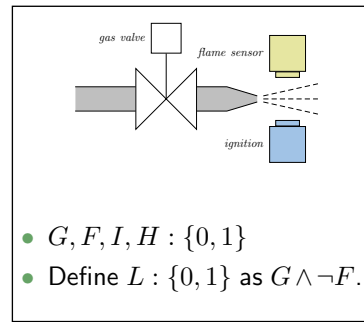 gas valve
flame sensor
ignition
• G, F, I, H : {0, 1}
• Define L : {0, 1} as G ∧ ¬F.